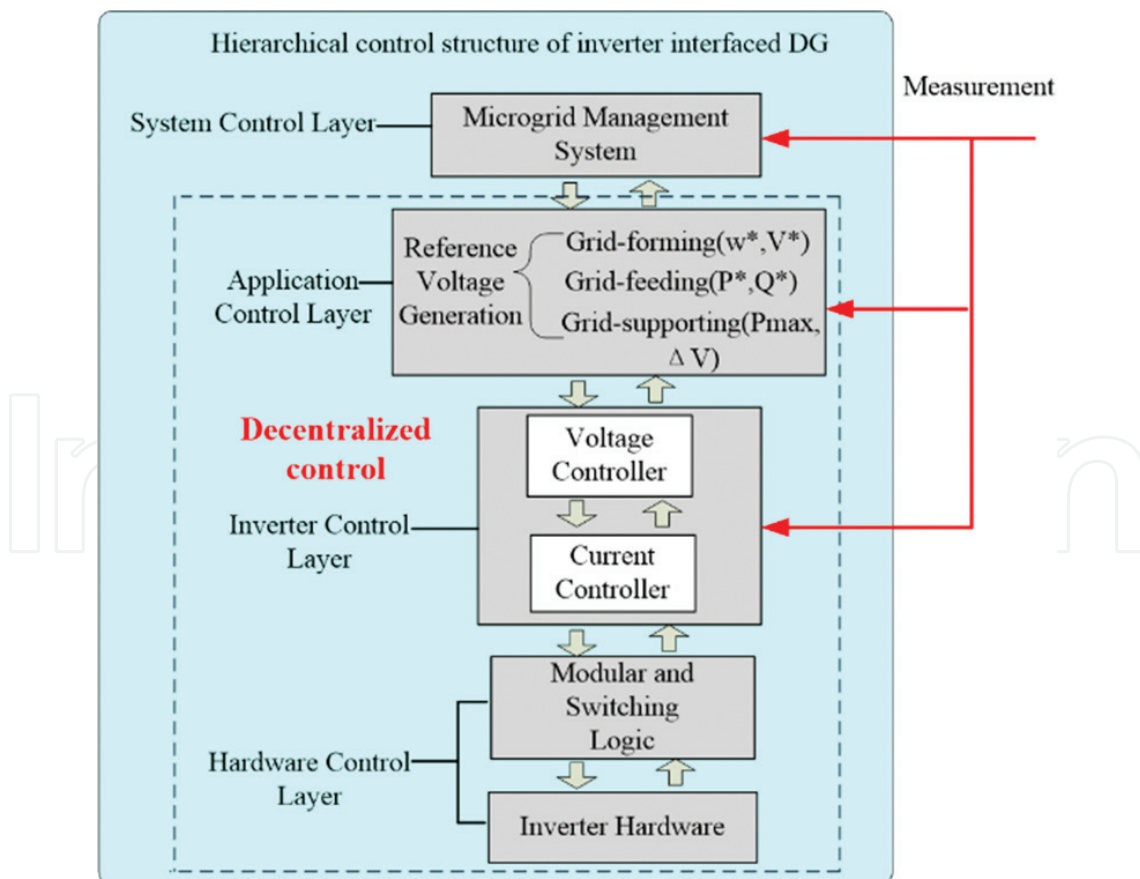 Hierarchical control structure of inverter interfaced DG
Measurement
System Control Layer
Microgrid Management
System
Application
Control Layer
Reference
Voltage
Generation
Grid-forming(w*,V*)
Grid-feeding(P*,Q*)
Grid-supporting(Pmax,
Δ V)
Decentralized
control
Inverter Control
Layer
Voltage
Controller
Current
Controller
Hardware Control
Layer
Modular and
Switching
Logic
Inverter Hardware